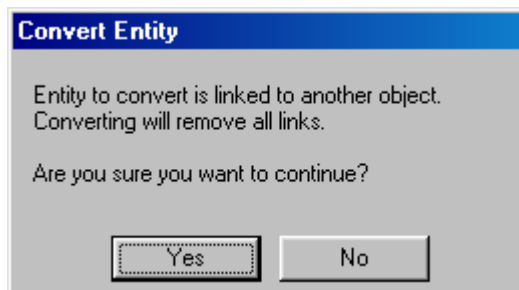 Convert Entity
Entity to convert is linked to another object.
Converting will remove all links.
Are you sure you want to continue?
Yes
No